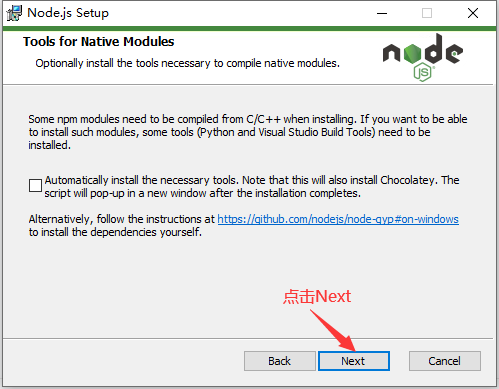 Node.js Setup
Tools for Native Modules
Optionally install the tools necessary to compile native modules.
node
JS
Some npm modules need to be compiled from C/C++ when installing. If you want to be able
to install such modules, some tools (Python and Visual Studio Build Tools) need to be
installed.
Automatically install the necessary tools. Note that this will also install Chocolatey. The
script will pop-up in a new window after the installation completes.
Alternatively, follow the instructions at https://github.com/nodejs/node-gyp#on-windows
to install the dependencies yourself.
点击Next
Back
Next
Cancel